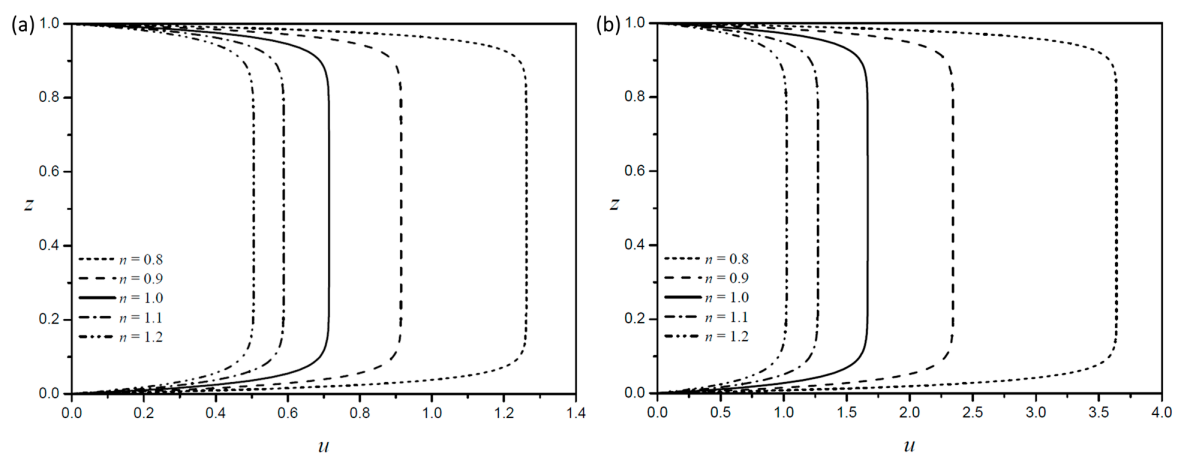 (a)
1.0
0.8
0.6
z
0.4
0.2
0.0
n = 0.8
n = 0.9
n = 1.0
n = 1.1
n = 1.2
0.0 0.2 0.4 0.6 0.8 1.0 1.2 1.4
u
(b)
1.0
0.8
0.6
z
0.4
0.2
0.0
n = 0.8
n = 0.9
n = 1.0
n = 1.1
n = 1.2
0.0 0.5 1.0 1.5 2.0 2.5 3.0 3.5 4.0
u